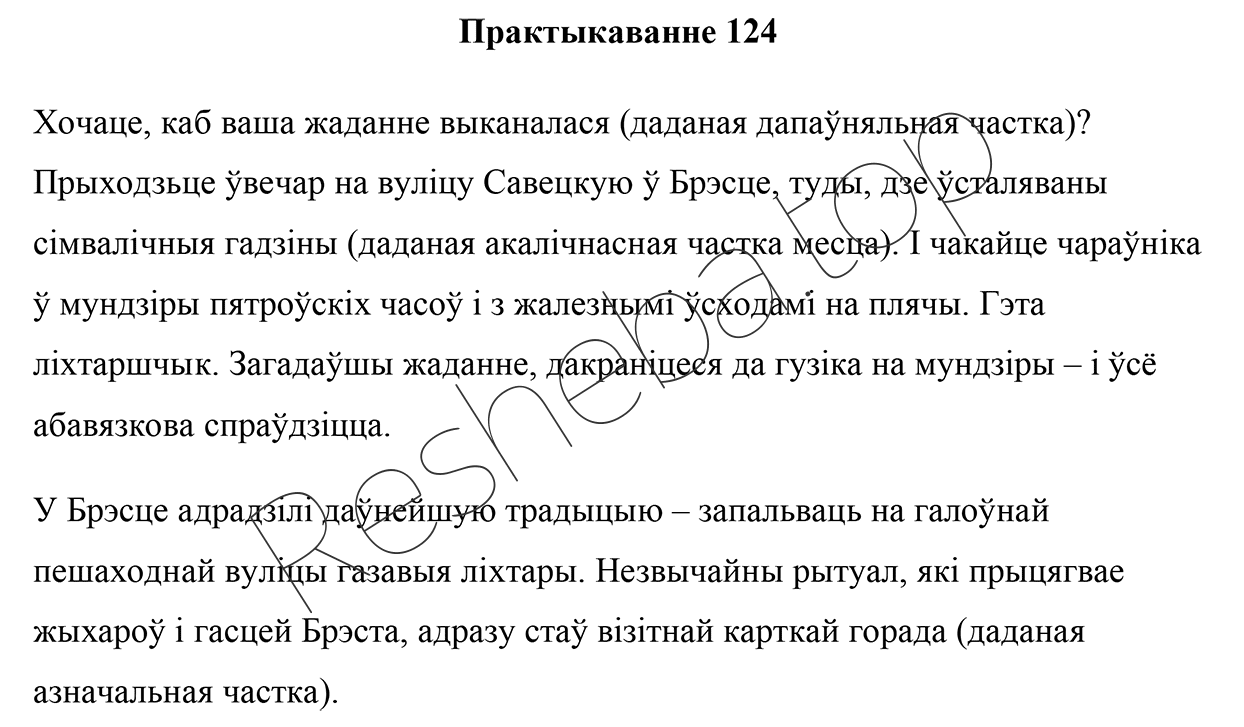 Практыкаванне 124
Хочаце, каб ваша жаданне выканалася (даданая дапаўняльная частка)?
Прыходзьце ўвечар на вуліцу Савецкую ў Брэсце, туды, дзе ўсталяваны
сімвалічныя гадзіны (даданая акалічнасная частка месца). І чакайце чараўніка
ў мундзіры пятроўскіх часоў і з жалезнымі ўсходамі на плячы. Гэта
ліхтаршчык. Загадаўшы жаданне, дакраніцеся да гузіка на мундзіры – і ўсё
абавязкова спраўдзіцца.
У Брэсце адрадзілі даўнейшую традыцыю – запальваць на галоўнай
пешаходнай вуліцы газавыя ліхтары. Незвычайны рытуал, які прыцягвае
жыхароў і гасцей Брэста, адразу стаў візітнай карткай горада (даданая
азначальная частка).
Resheba.top